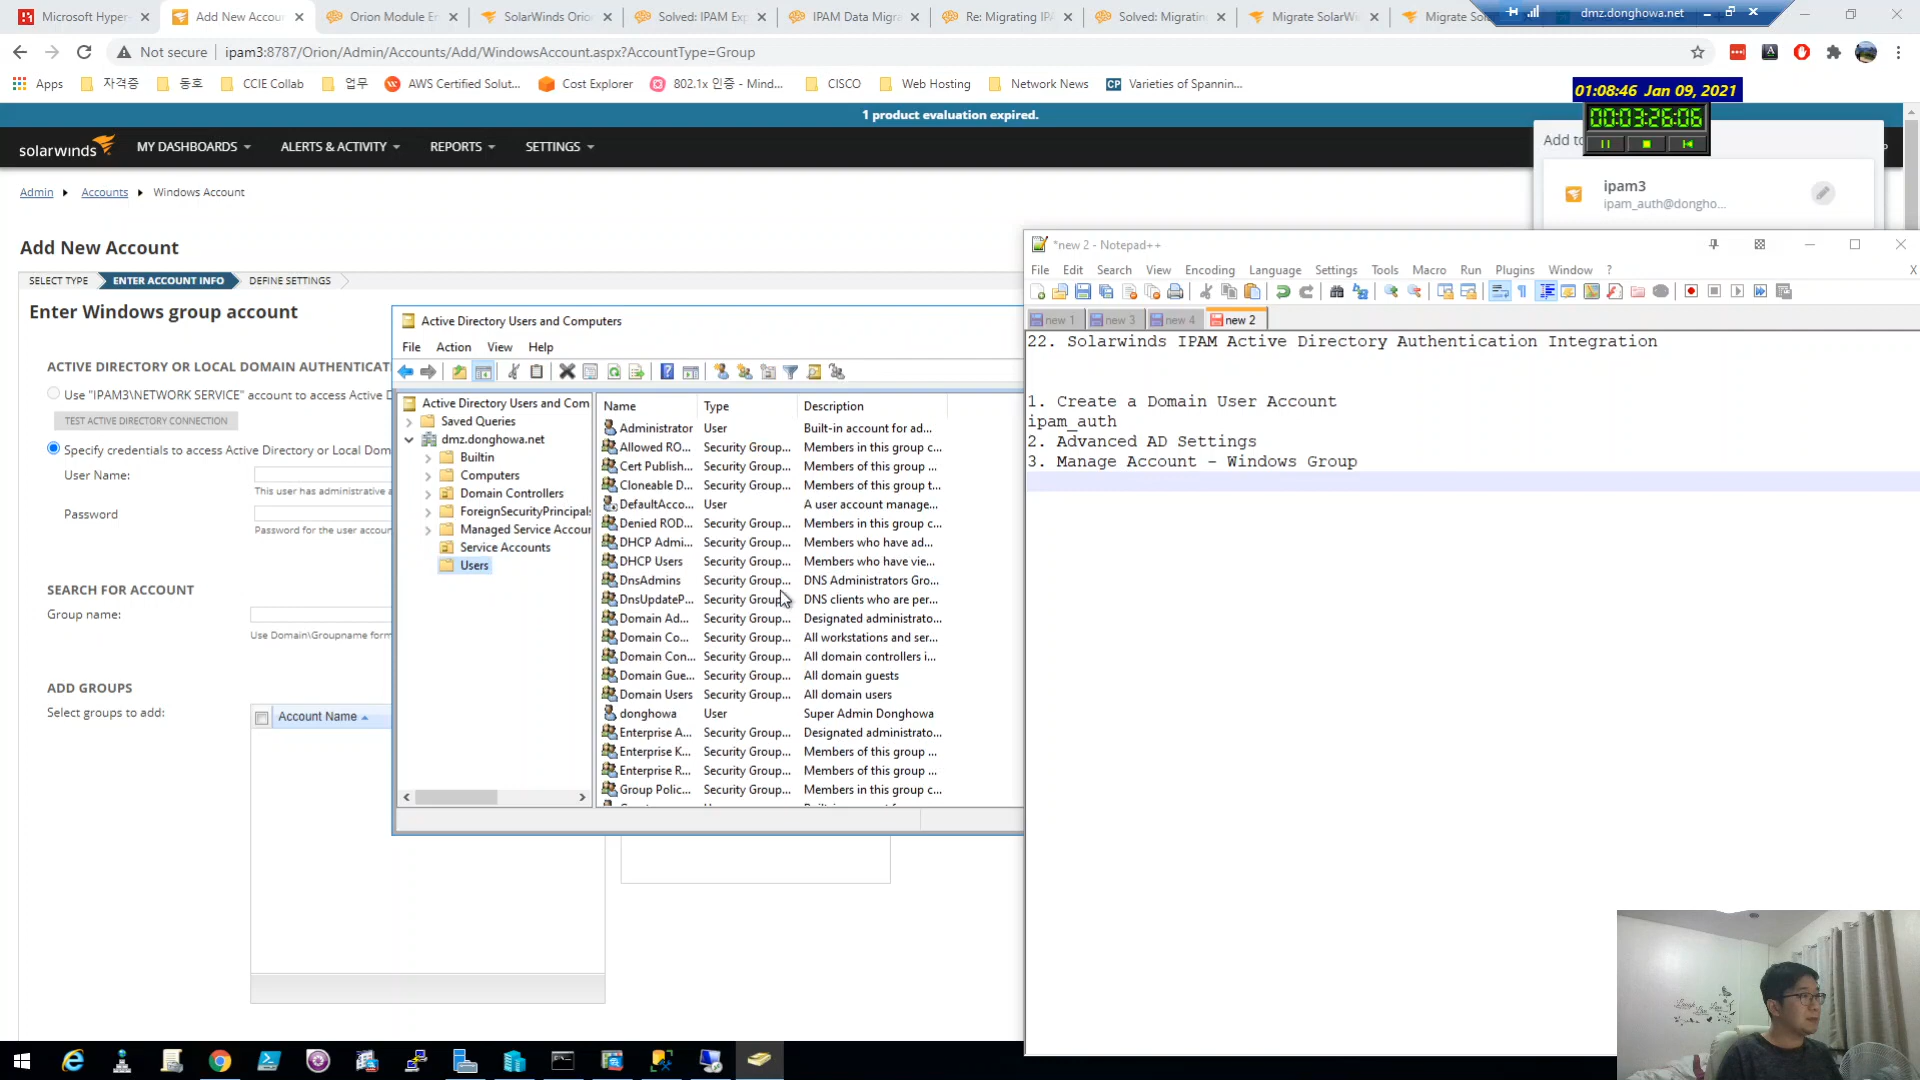 Microsoft Hyper-
Add New Accou
Orion Module E
SolarWinds Orio
Solved: IPAM Exp
IPAM Data Migra
Re: Migrating IPA
Solved: Migratin
Migrate SolarW
Migrate So
dmz.donghowa.net
Not secure
ipam3:8787/Orion/Admin/Accounts/Add/WindowsAccount.aspx?AccountType=Group
Apps
자격증
동호
CCIE Collab
업무
AWS Certified Solut...
Cost Explorer
802.1x 인증 - Mind...
CISCO
Web Hosting
Network News
CP
Varieties of Spannin...
01:08:46 Jan 09, 2021
00:03:26:06
1 product evaluation expired.
solarwinds
MY DASHBOARDS
ALERTS & ACTIVITY
REPORTS
SETTINGS
Add to
ipam3
ipam_auth@dongho...
Admin
Accounts
Windows Account
Add New Account
SELECT TYPE
ENTER ACCOUNT INFO
DEFINE SETTINGS
Enter Windows group account
ACTIVE DIRECTORY OR LOCAL DOMAIN AUTHENTICAT
Use "IPAM3\NETWORK SERVICE" account to access Active D
TEST ACTIVE DIRECTORY CONNECTION
Specify credentials to access Active Directory or Local Dom
User Name:
This user has administrative a
Password
Password for the user accoun
SEARCH FOR ACCOUNT
Group name:
Use Domain\Groupname form
ADD GROUPS
Select groups to add:
Account Name
Active Directory Users and Computers
File Action View Help
Active Directory Users and Com
Saved Queries
dmz.donghowa.net
Builtin
Computers
Domain Controllers
ForeignSecurityPrincipal
Managed Service Accour
Service Accounts
Users
Name Type Description
Administrator User Built-in account for ad...
Allowed RO... Security Group... Members in this group c...
Cert Publish... Security Group... Members of this group ...
Cloneable D... Security Group... Members of this group t...
DefaultAcco... User A user account manage...
Denied ROD... Security Group... Members in this group c...
DHCP Admi... Security Group... Members who have ad...
DHCP Users Security Group... Members who have vie...
DnsAdmins Security Group... DNS Administrators Gro...
DnsUpdateP... Security Group... DNS clients who are per...
Domain Ad... Security Group... Designated administrato...
Domain Co... Security Group... All workstations and ser...
Domain Con... Security Group... All domain controllers i...
Domain Gue... Security Group... All domain guests
Domain Users Security Group... All domain users
donghowa User Super Admin Donghowa
Enterprise A... Security Group... Designated administrato...
Enterprise K... Security Group... Members of this group ...
Enterprise R... Security Group... Members of this group ...
Group Polic... Security Group... Members in this group c...
*new 2 - Notepad++
File Edit Search View Encoding Language Settings Tools Macro Run Plugins Window ? X
new 1
new 3
new 4
new 2
22. Solarwinds IPAM Active Directory Authentication Integration
1. Create a Domain User Account
ipam_auth
2. Advanced AD Settings
3. Manage Account - Windows Group